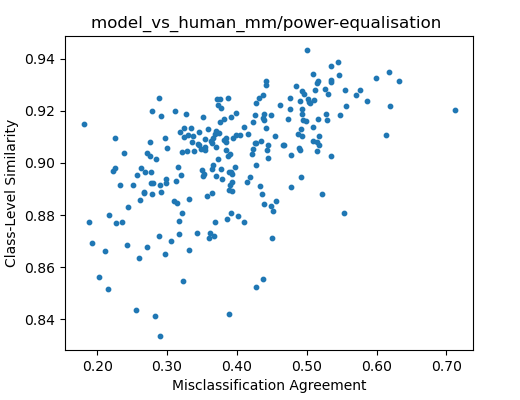 model_vs_human_mm/power-equalisation
Class-Level Similarity
0.94
0.92
0.90
0.88
0.86
0.84
0.20 0.30 0.40 0.50 0.60 0.70
Misclassification Agreement